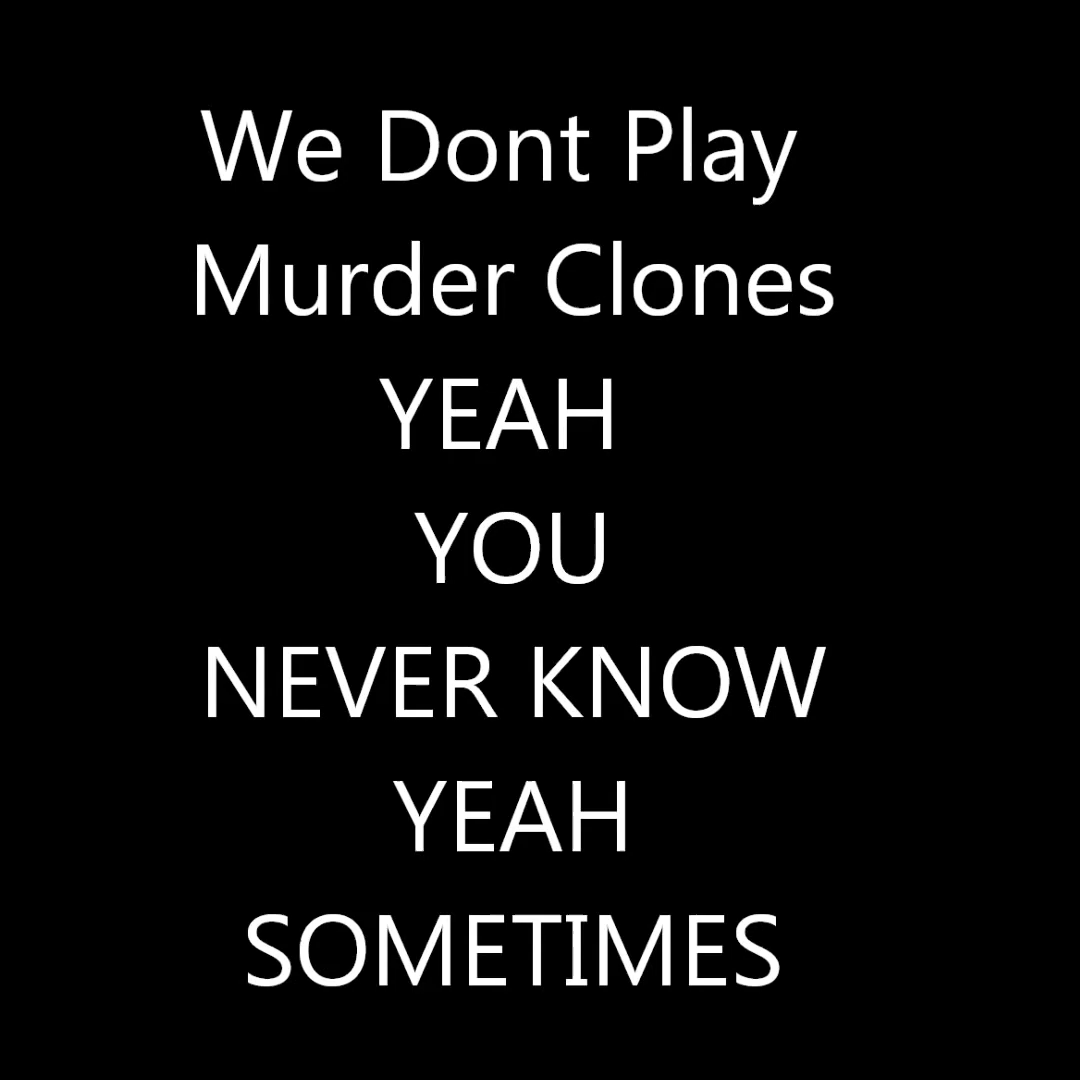 We Dont Play
Murder Clones
YEAH
YOU
NEVER KNOW
YEAH
SOMETIMES